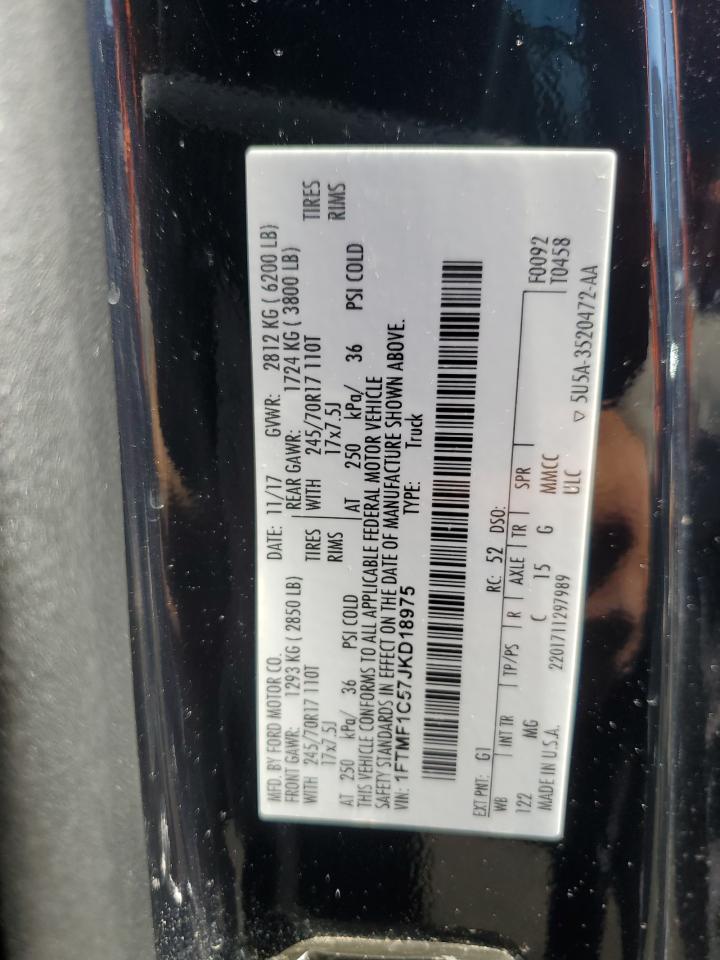 MFD. BY FORD MOTOR CO. DATE: 11/17 GVWR: 2812 KG ( 6200 LB)
FRONT GAWR: 1293 KG ( 2850 LB) REAR GAWR: 1724 KG ( 3800 LB)
WITH 245/70R17 110T TIRES WITH 245/70R17 110T TIRES
17x7.5J RIMS 17x7.5J RIMS
AT 250 kPa/ 36 PSI COLD AT 250 kPa/ 36 PSI COLD
THIS VEHICLE CONFORMS TO ALL APPLICABLE FEDERAL MOTOR VEHICLE
SAFETY STANDARDS IN EFFECT ON THE DATE OF MANUFACTURE SHOWN ABOVE.
VIN: 1FTMF1C57JKD18975 TYPE: Truck
EXT PNT: G1 RC: 52 DSO: F0092
WB INT TR TP/PS R AXLE TR SPR T0458
122 MG C 15 G MMCC
MADE IN U.S.A. 2201711297989 ULC ▽ 5U5A-3520472-AA